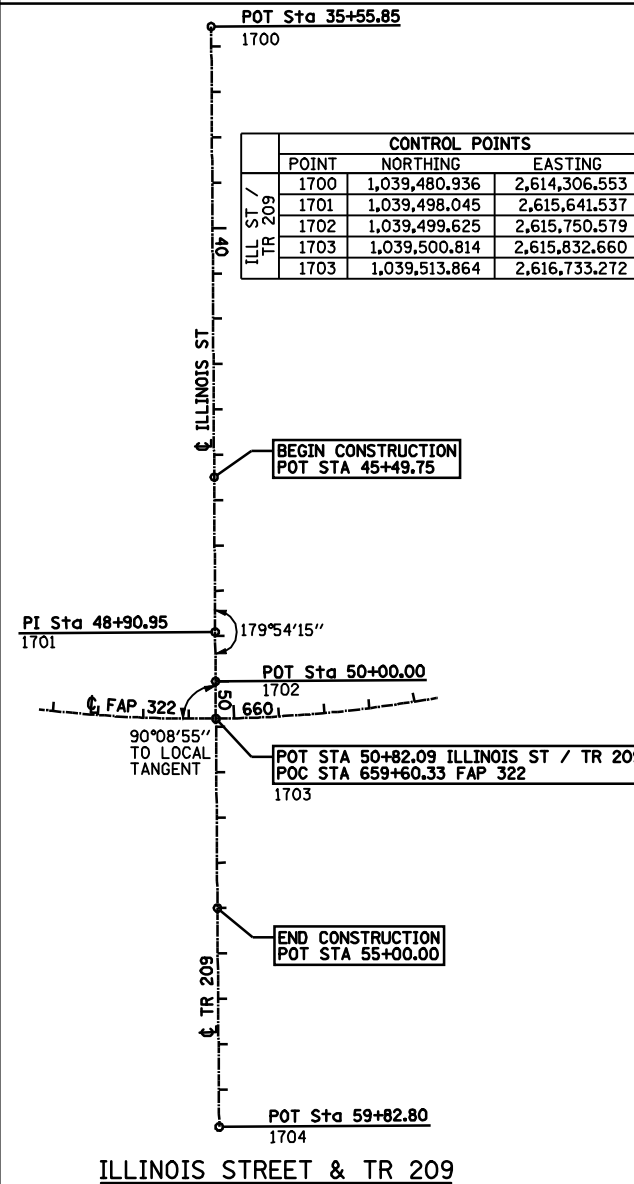 POT Sta 35+55.85
1700
CONTROL POINTS
POINT NORTHING EASTING
ILL ST /
TR 209
1700 1,039,480.936 2,614,306.553
1701 1,039,498.045 2,615,641.537
1702 1,039,499.625 2,615,750.579
1703 1,039,500.814 2,615,832.660
1703 1,039,513.864 2,616,733.272
40
℄ ILLINOIS ST
BEGIN CONSTRUCTION
POT STA 45+49.75
PI Sta 48+90.95
1701
179°54'15''
POT Sta 50+00.00
1702
℄ FAP 322
50
660
90°08'55''
TO LOCAL
TANGENT
POT STA 50+82.09 ILLINOIS ST / TR 209
POC STA 659+60.33 FAP 322
1703
END CONSTRUCTION
POT STA 55+00.00
℄ TR 209
POT Sta 59+82.80
1704
ILLINOIS STREET & TR 209